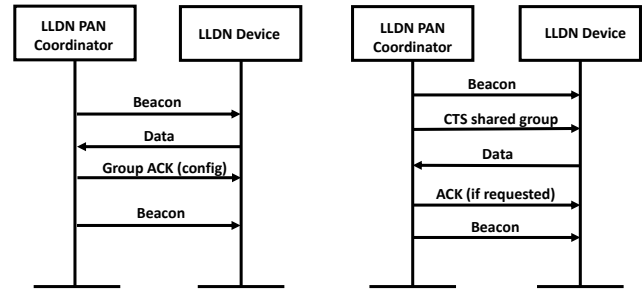 LLDN PAN
Coordinator
LLDN Device
Beacon
Data
Group ACK (config)
Beacon
LLDN PAN
Coordinator
LLDN Device
Beacon
CTS shared group
Data
ACK (if requested)
Beacon